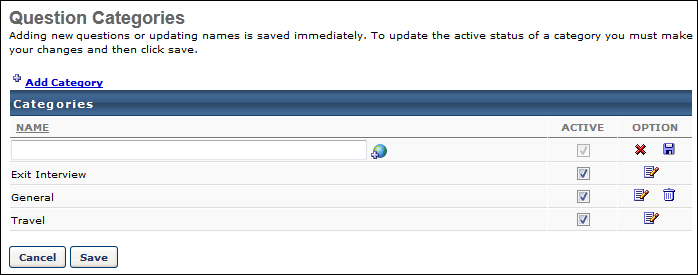 Question Categories
Adding new questions or updating names is saved immediately. To update the active status of a category you must make
your changes and then click save.
Add Category
Categories
NAME ACTIVE OPTION
Exit Interview
General
Travel
Cancel Save